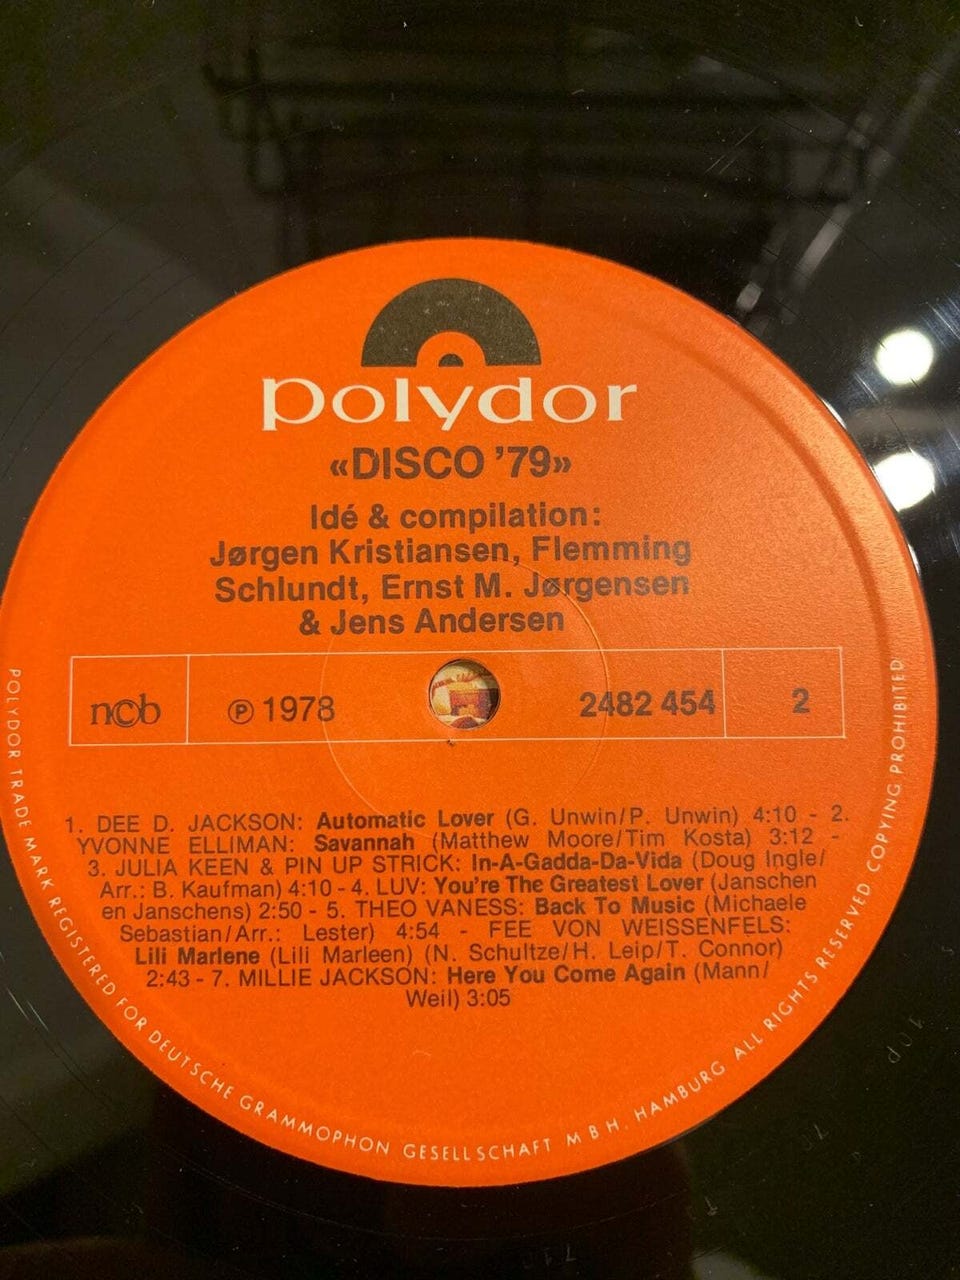 polydor
«DISCO '79»
Idé & compilation:
Jørgen Kristiansen, Flemming
Schlundt, Ernst M. Jørgensen
& Jens Andersen
ncb
℗ 1978
2482 454
2
1. DEE D. JACKSON: Automatic Lover (G. Unwin/P. Unwin) 4:10 - 2.
YVONNE ELLIMAN: Savannah (Matthew Moore/Tim Kosta) 3:12 -
3. JULIA KEEN & PIN UP STRICK: In-A-Gadda-Da-Vida (Doug Ingle/
Arr.: B. Kaufman) 4:10 - 4. LUV: You're The Greatest Lover (Janschen
en Janschens) 2:50 - 5. THEO VANESS: Back To Music (Michaele
Sebastian/Arr.: Lester) 4:54 - FEE VON WEISSENFELS:
Lili Marlene (Lili Marleen) (N. Schultze/H. Leip/T. Connor)
2:43 - 7. MILLIE JACKSON: Here You Come Again (Mann/
Weil) 3:05
POLYDOR TRADE MARK REGISTERED FOR DEUTSCHE GRAMMOPHON GESELLSCHAFT M B H, HAMBURG ALL RIGHTS RESERVED COPYING PROHIBITED